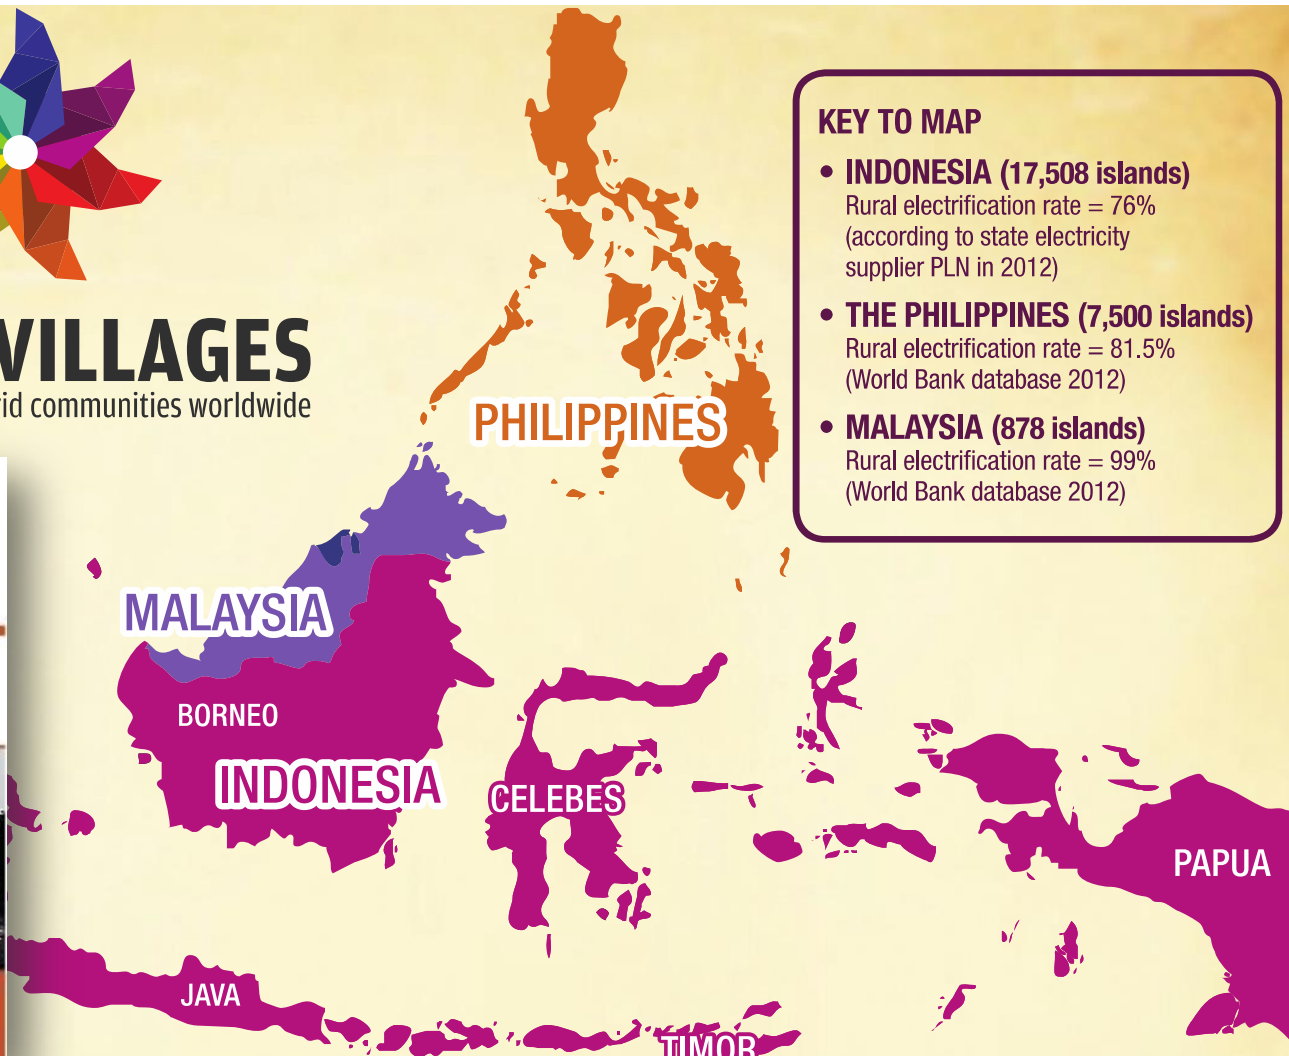 VILLAGES
communities worldwide
KEY TO MAP
• INDONESIA (17,508 islands)
Rural electrification rate = 76%
(according to state electricity
supplier PLN in 2012)
• THE PHILIPPINES (7,500 islands)
Rural electrification rate = 81.5%
(World Bank database 2012)
• MALAYSIA (878 islands)
Rural electrification rate = 99%
(World Bank database 2012)
PHILIPPINES
MALAYSIA
BORNEO
INDONESIA
CELEBES
PAPUA
JAVA
TIMOR